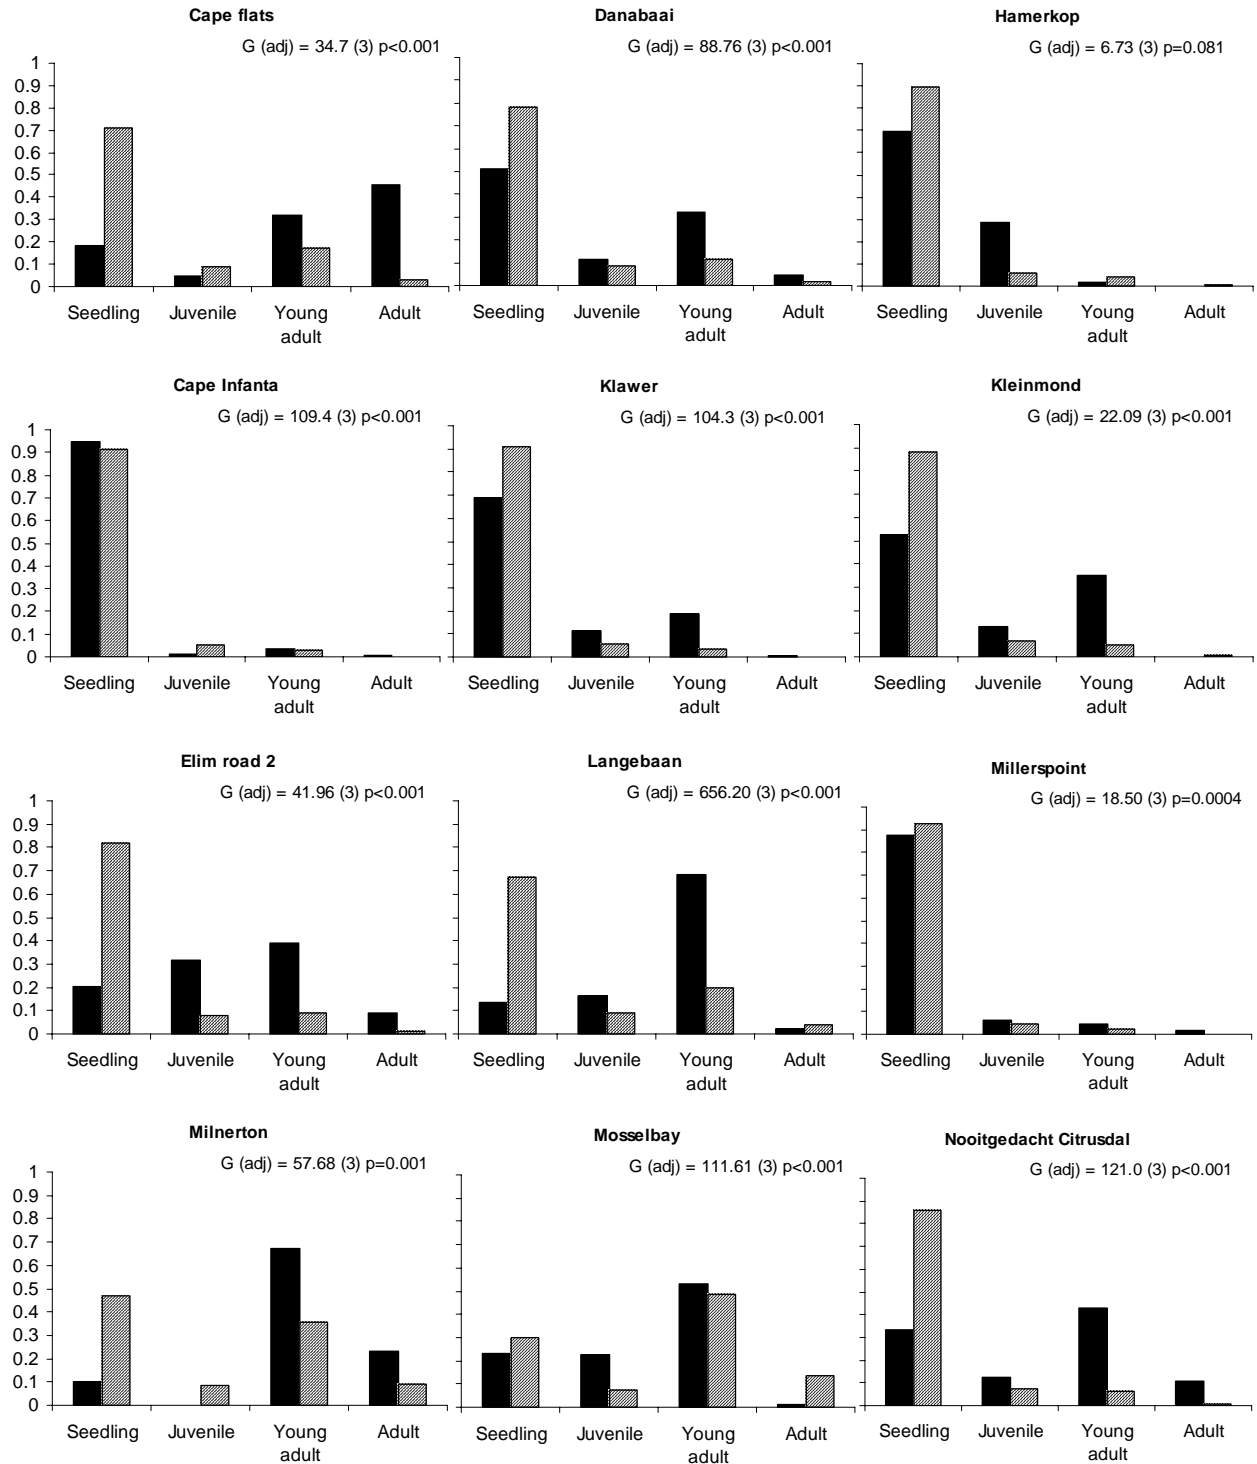 Cape flats
G (adj) = 34.7 (3) p<0.001
1
0.9
0.8
0.7
0.6
0.5
0.4
0.3
0.2
0.1
0
Seedling Juvenile Young adult Adult
Danabaai
G (adj) = 88.76 (3) p<0.001
Seedling Juvenile Young adult Adult
Hamerkop
G (adj) = 6.73 (3) p=0.081
Seedling Juvenile Young adult Adult
Cape Infanta
G (adj) = 109.4 (3) p<0.001
1
0.9
0.8
0.7
0.6
0.5
0.4
0.3
0.2
0.1
0
Seedling Juvenile Young adult Adult
Klawer
G (adj) = 104.3 (3) p<0.001
Seedling Juvenile Young adult Adult
Kleinmond
G (adj) = 22.09 (3) p<0.001
Seedling Juvenile Young adult Adult
Elim road 2
G (adj) = 41.96 (3) p<0.001
1
0.9
0.8
0.7
0.6
0.5
0.4
0.3
0.2
0.1
0
Seedling Juvenile Young adult Adult
Langebaan
G (adj) = 656.20 (3) p<0.001
Seedling Juvenile Young adult Adult
Millerspoint
G (adj) = 18.50 (3) p=0.0004
Seedling Juvenile Young adult Adult
Milnerton
G (adj) = 57.68 (3) p=0.001
1
0.9
0.8
0.7
0.6
0.5
0.4
0.3
0.2
0.1
0
Seedling Juvenile Young adult Adult
Mosselbay
G (adj) = 111.61 (3) p<0.001
Seedling Juvenile Young adult Adult
Nooitgedacht Citrusdal
G (adj) = 121.0 (3) p<0.001
Seedling Juvenile Young adult Adult